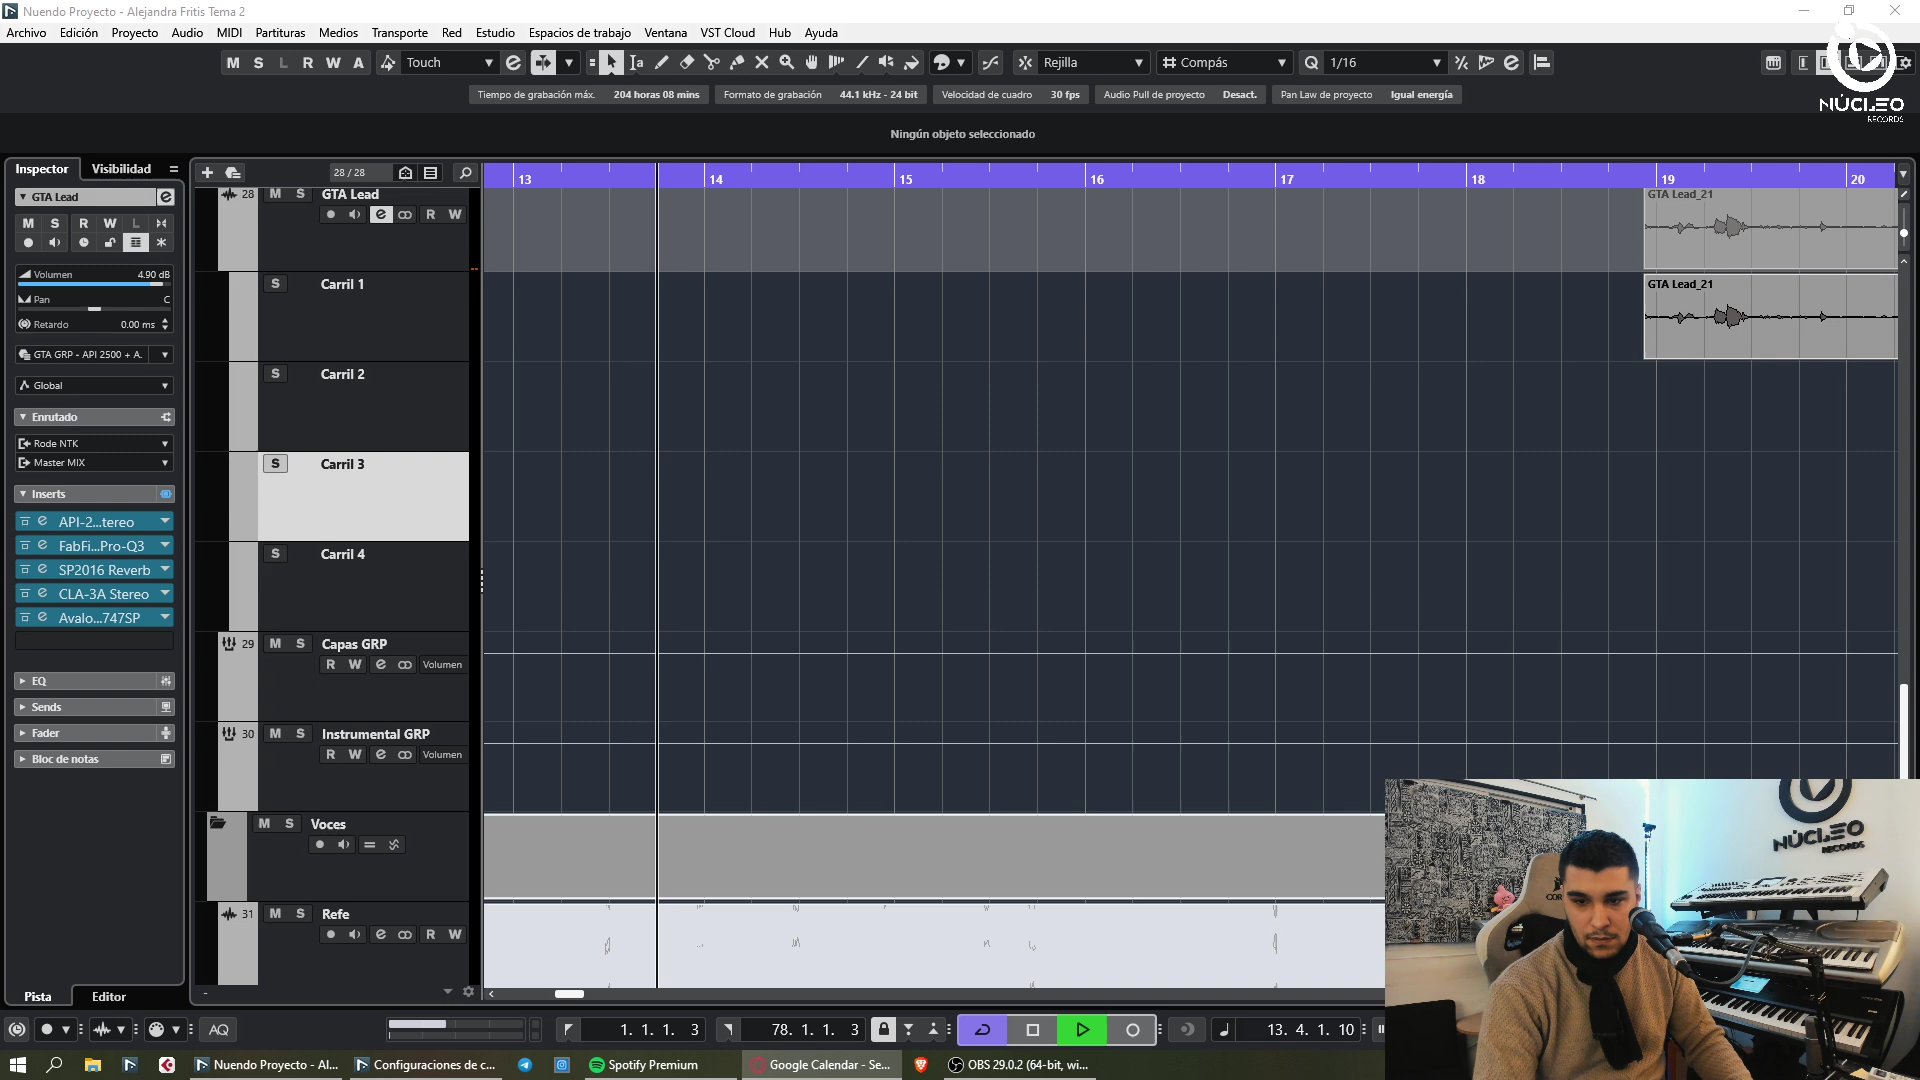 Nuendo Proyecto - Alejandra Fritis Tema 2
Archivo Edición Proyecto Audio MIDI Partituras Medios Transporte Red Estudio Espacios de trabajo Ventana VST Cloud Hub Ayuda
M S L R W A Touch Rejilla Compás Q 1/16
NÚCLEO
RECORDS
Tiempo de grabación máx. 204 horas 08 mins Formato de grabación 44.1 kHz - 24 bit Velocidad de cuadro 30 fps Audio Pull de proyecto Desact. Pan Law de proyecto Igual energía
Ningún objeto seleccionado
Inspector Visibilidad
28 / 28
13 14 15 16 17 18 19 20
GTA Lead
M S R W L
Volumen 4.90 dB
Pan C
Retardo 0.00 ms
GTA GRP - API 2500 + A.
Global
Enrutado
Rode NTK
Master MIX
Inserts
API-2...tereo
FabFi...Pro-Q3
SP2016 Reverb
CLA-3A Stereo
Avalo...747SP
EQ
Sends
Fader
Bloc de notas
Pista Editor
28 M S GTA Lead
R W
S Carril 1
S Carril 2
S Carril 3
S Carril 4
29 M S Capas GRP
R W Volumen
30 M S Instrumental GRP
R W Volumen
M S Voces
31 M S Refe
R W
GTA Lead_21
GTA Lead_21
NÚCLEO
RECORDS
COR
AQ 1. 1. 1. 3 78. 1. 1. 3 13. 4. 1. 10
Nuendo Proyecto - Al... Configuraciones de c... Spotify Premium Google Calendar - Se... OBS 29.0.2 (64-bit, wi...